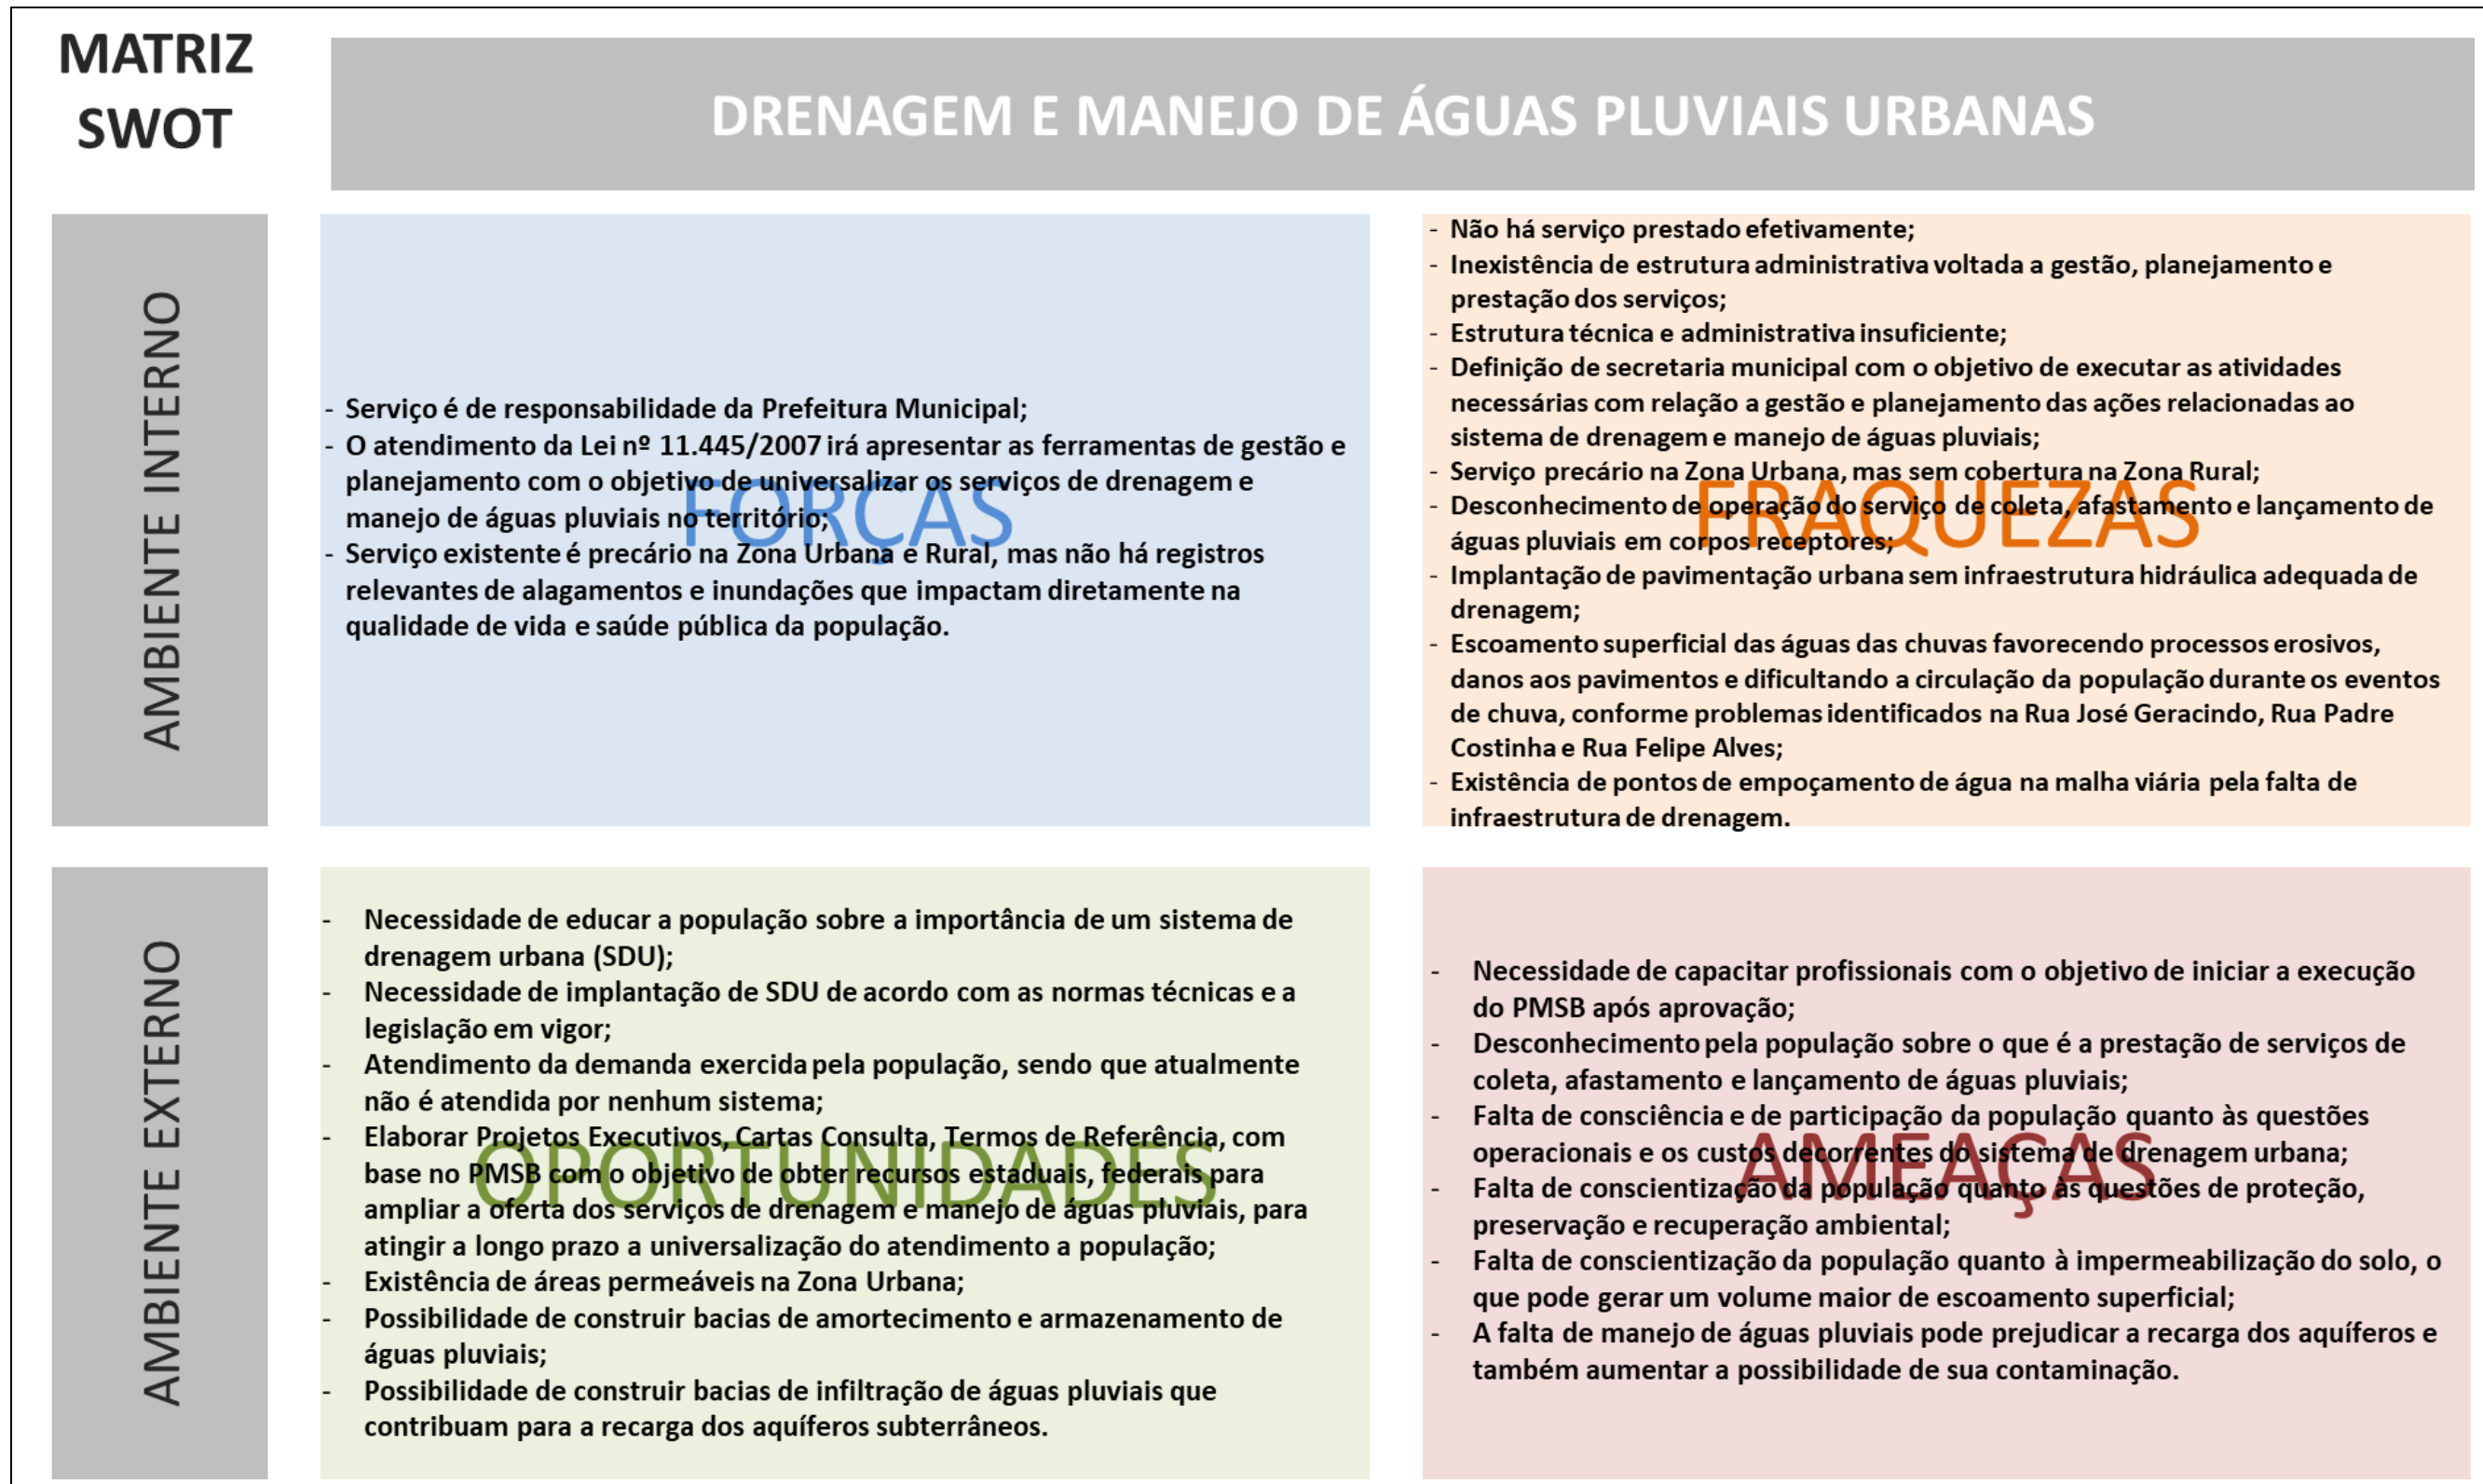 MATRIZ
SWOT
DRENAGEM E MANEJO DE ÁGUAS PLUVIAIS URBANAS
AMBIENTE INTERNO
FORÇAS
- Serviço é de responsabilidade da Prefeitura Municipal;
- O atendimento da Lei nº 11.445/2007 irá apresentar as ferramentas de gestão e
planejamento com o objetivo de universalizar os serviços de drenagem e
manejo de águas pluviais no território;
- Serviço existente é precário na Zona Urbana e Rural, mas não há registros
relevantes de alagamentos e inundações que impactam diretamente na
qualidade de vida e saúde pública da população.
FRAQUEZAS
- Não há serviço prestado efetivamente;
- Inexistência de estrutura administrativa voltada a gestão, planejamento e
prestação dos serviços;
- Estrutura técnica e administrativa insuficiente;
- Definição de secretaria municipal com o objetivo de executar as atividades
necessárias com relação a gestão e planejamento das ações relacionadas ao
sistema de drenagem e manejo de águas pluviais;
- Serviço precário na Zona Urbana, mas sem cobertura na Zona Rural;
- Desconhecimento de operação do serviço de coleta, afastamento e lançamento de
águas pluviais em corpos receptores;
- Implantação de pavimentação urbana sem infraestrutura hidráulica adequada de
drenagem;
- Escoamento superficial das águas das chuvas favorecendo processos erosivos,
danos aos pavimentos e dificultando a circulação da população durante os eventos
de chuva, conforme problemas identificados na Rua José Geracindo, Rua Padre
Costinha e Rua Felipe Alves;
- Existência de pontos de empoçamento de água na malha viária pela falta de
infraestrutura de drenagem.
AMBIENTE EXTERNO
OPORTUNIDADES
- Necessidade de educar a população sobre a importância de um sistema de
drenagem urbana (SDU);
- Necessidade de implantação de SDU de acordo com as normas técnicas e a
legislação em vigor;
- Atendimento da demanda exercida pela população, sendo que atualmente
não é atendida por nenhum sistema;
- Elaborar Projetos Executivos, Cartas Consulta, Termos de Referência, com
base no PMSB com o objetivo de obter recursos estaduais, federais para
ampliar a oferta dos serviços de drenagem e manejo de águas pluviais, para
atingir a longo prazo a universalização do atendimento a população;
- Existência de áreas permeáveis na Zona Urbana;
- Possibilidade de construir bacias de amortecimento e armazenamento de
águas pluviais;
- Possibilidade de construir bacias de infiltração de águas pluviais que
contribuam para a recarga dos aquíferos subterrâneos.
AMEAÇAS
- Necessidade de capacitar profissionais com o objetivo de iniciar a execução
do PMSB após aprovação;
- Desconhecimento pela população sobre o que é a prestação de serviços de
coleta, afastamento e lançamento de águas pluviais;
- Falta de consciência e de participação da população quanto às questões
operacionais e os custos decorrentes do sistema de drenagem urbana;
- Falta de conscientização da população quanto às questões de proteção,
preservação e recuperação ambiental;
- Falta de conscientização da população quanto à impermeabilização do solo, o
que pode gerar um volume maior de escoamento superficial;
- A falta de manejo de águas pluviais pode prejudicar a recarga dos aquíferos e
também aumentar a possibilidade de sua contaminação.